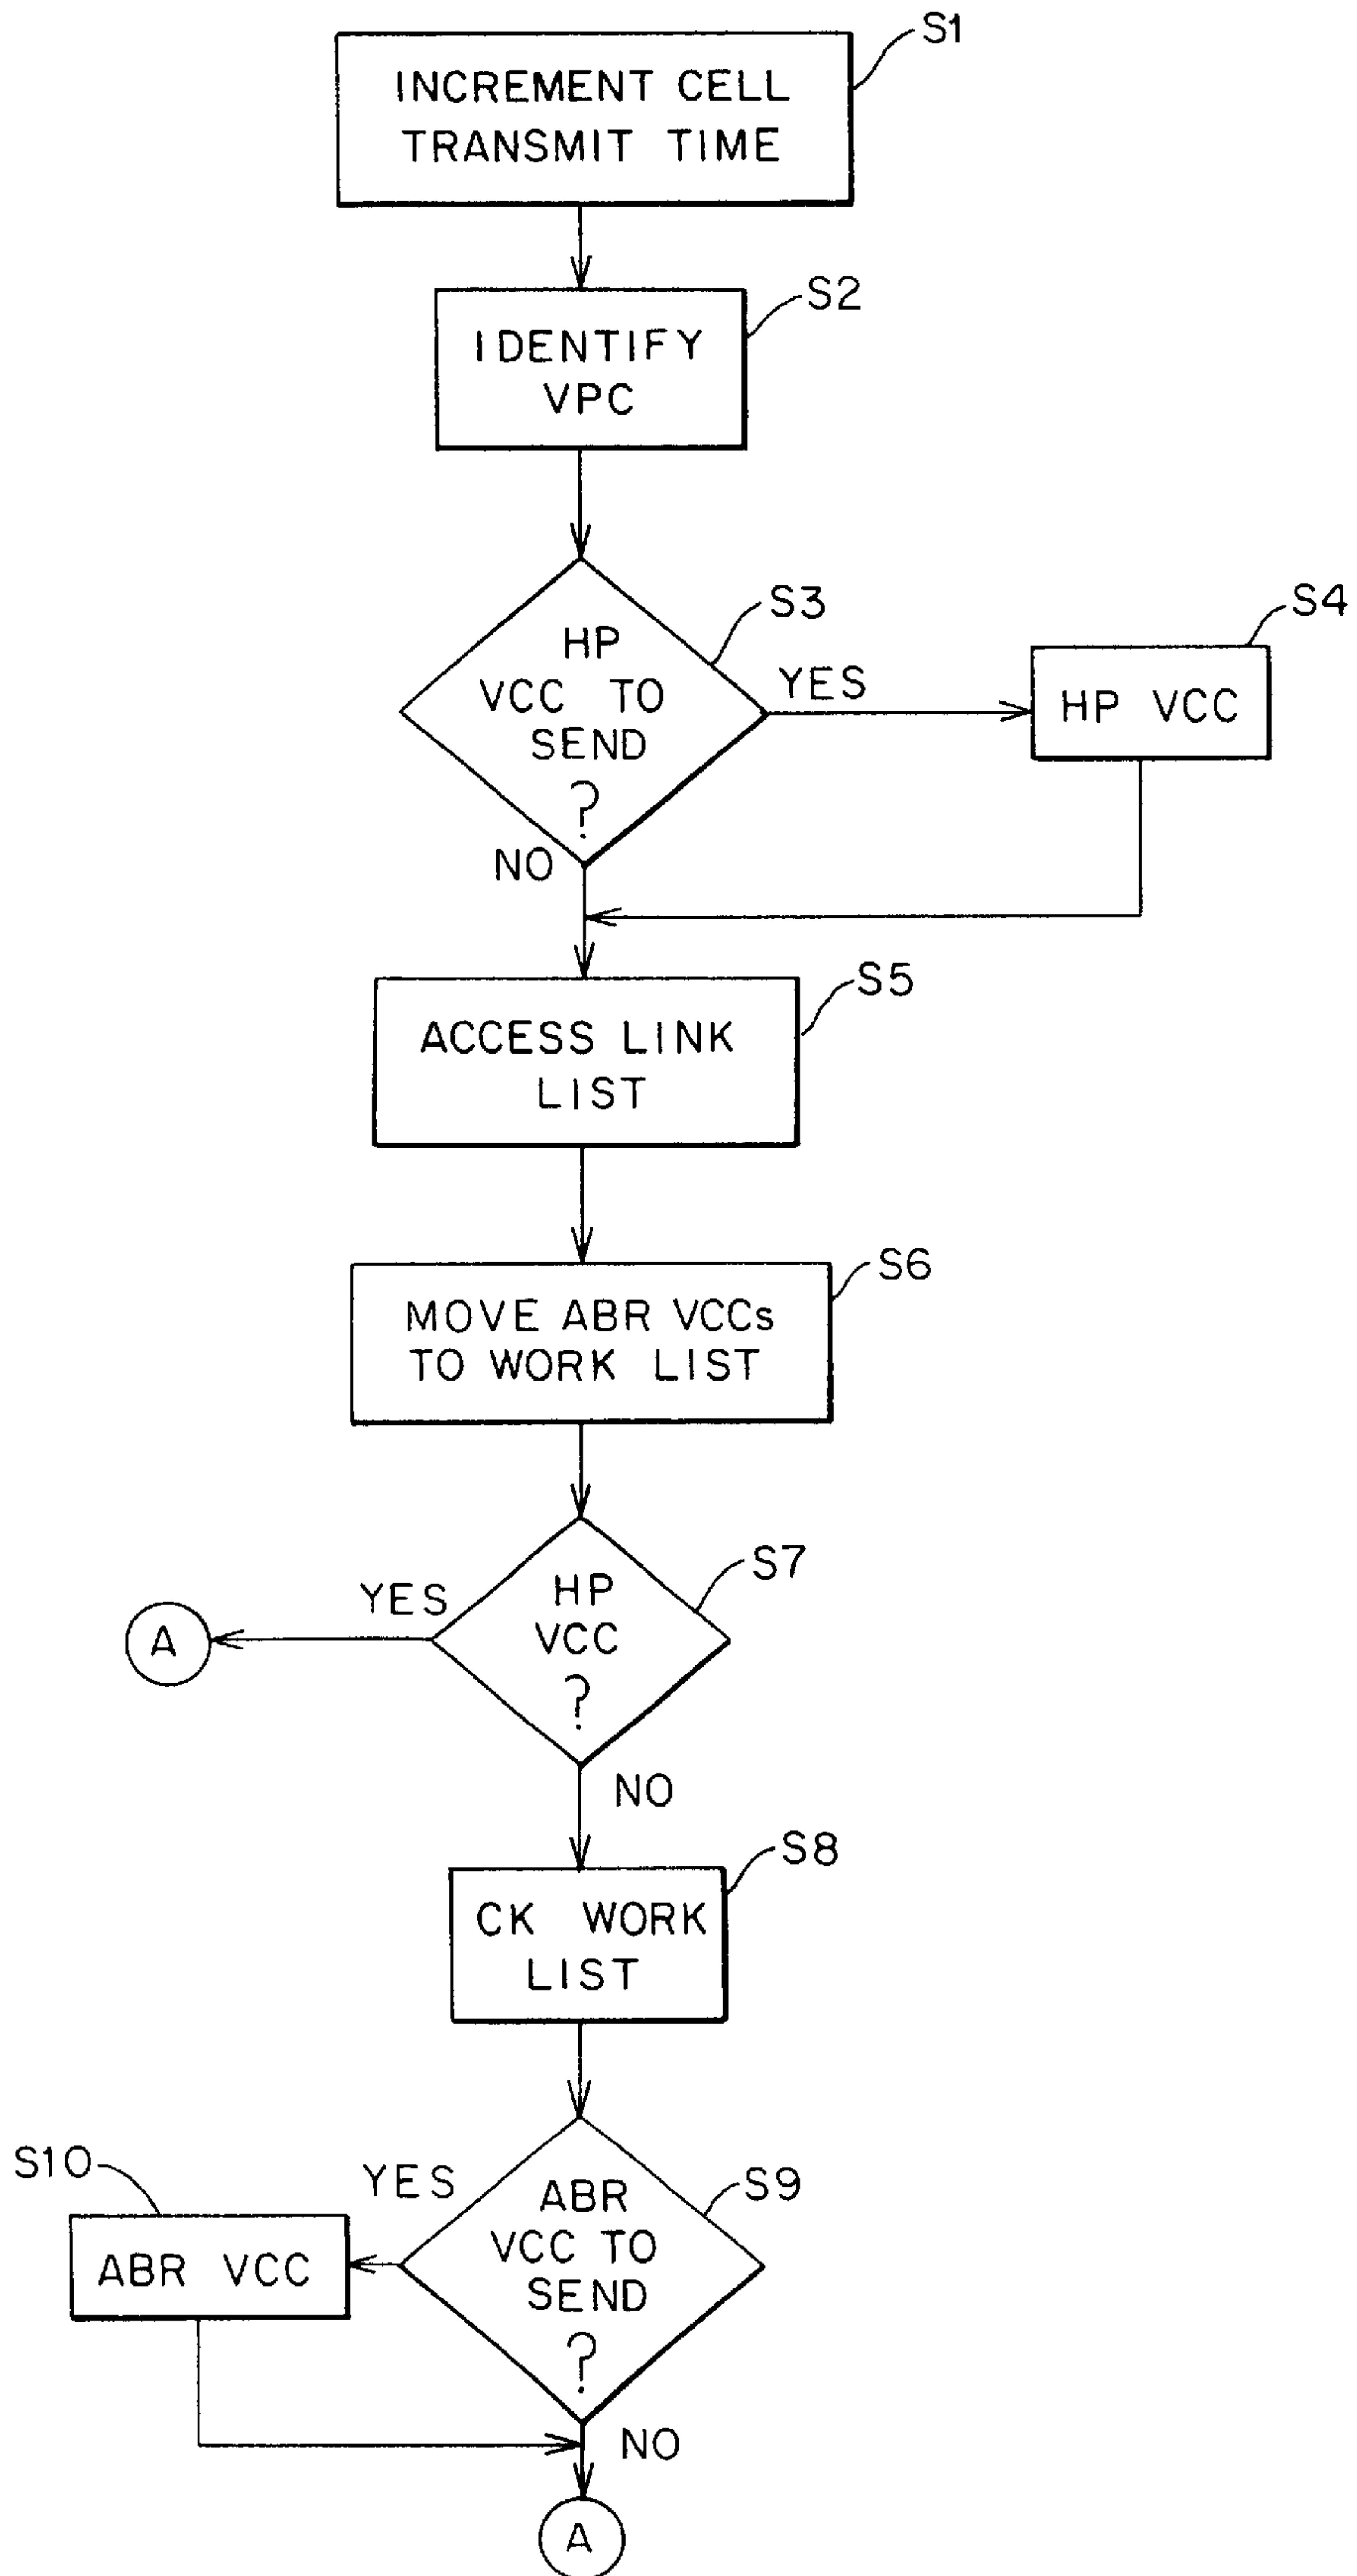 S1
INCREMENT CELL
TRANSMIT TIME
S2
IDENTIFY
VPC
S3
HP
VCC TO
SEND
?
YES
S4
HP VCC
NO
S5
ACCESS LINK
LIST
S6
MOVE ABR VCCs
TO WORK LIST
S7
HP
VCC
?
YES
A
NO
S8
CK WORK
LIST
S9
ABR
VCC TO
SEND
?
YES
S10
ABR VCC
NO
A